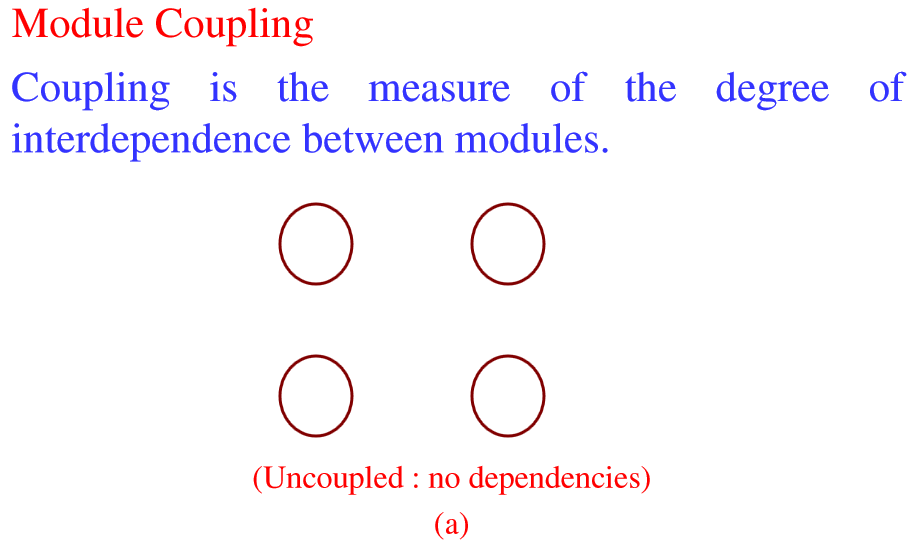 Module Coupling
Coupling is the measure of the degree of
interdependence between modules.
(Uncoupled : no dependencies)
(a)